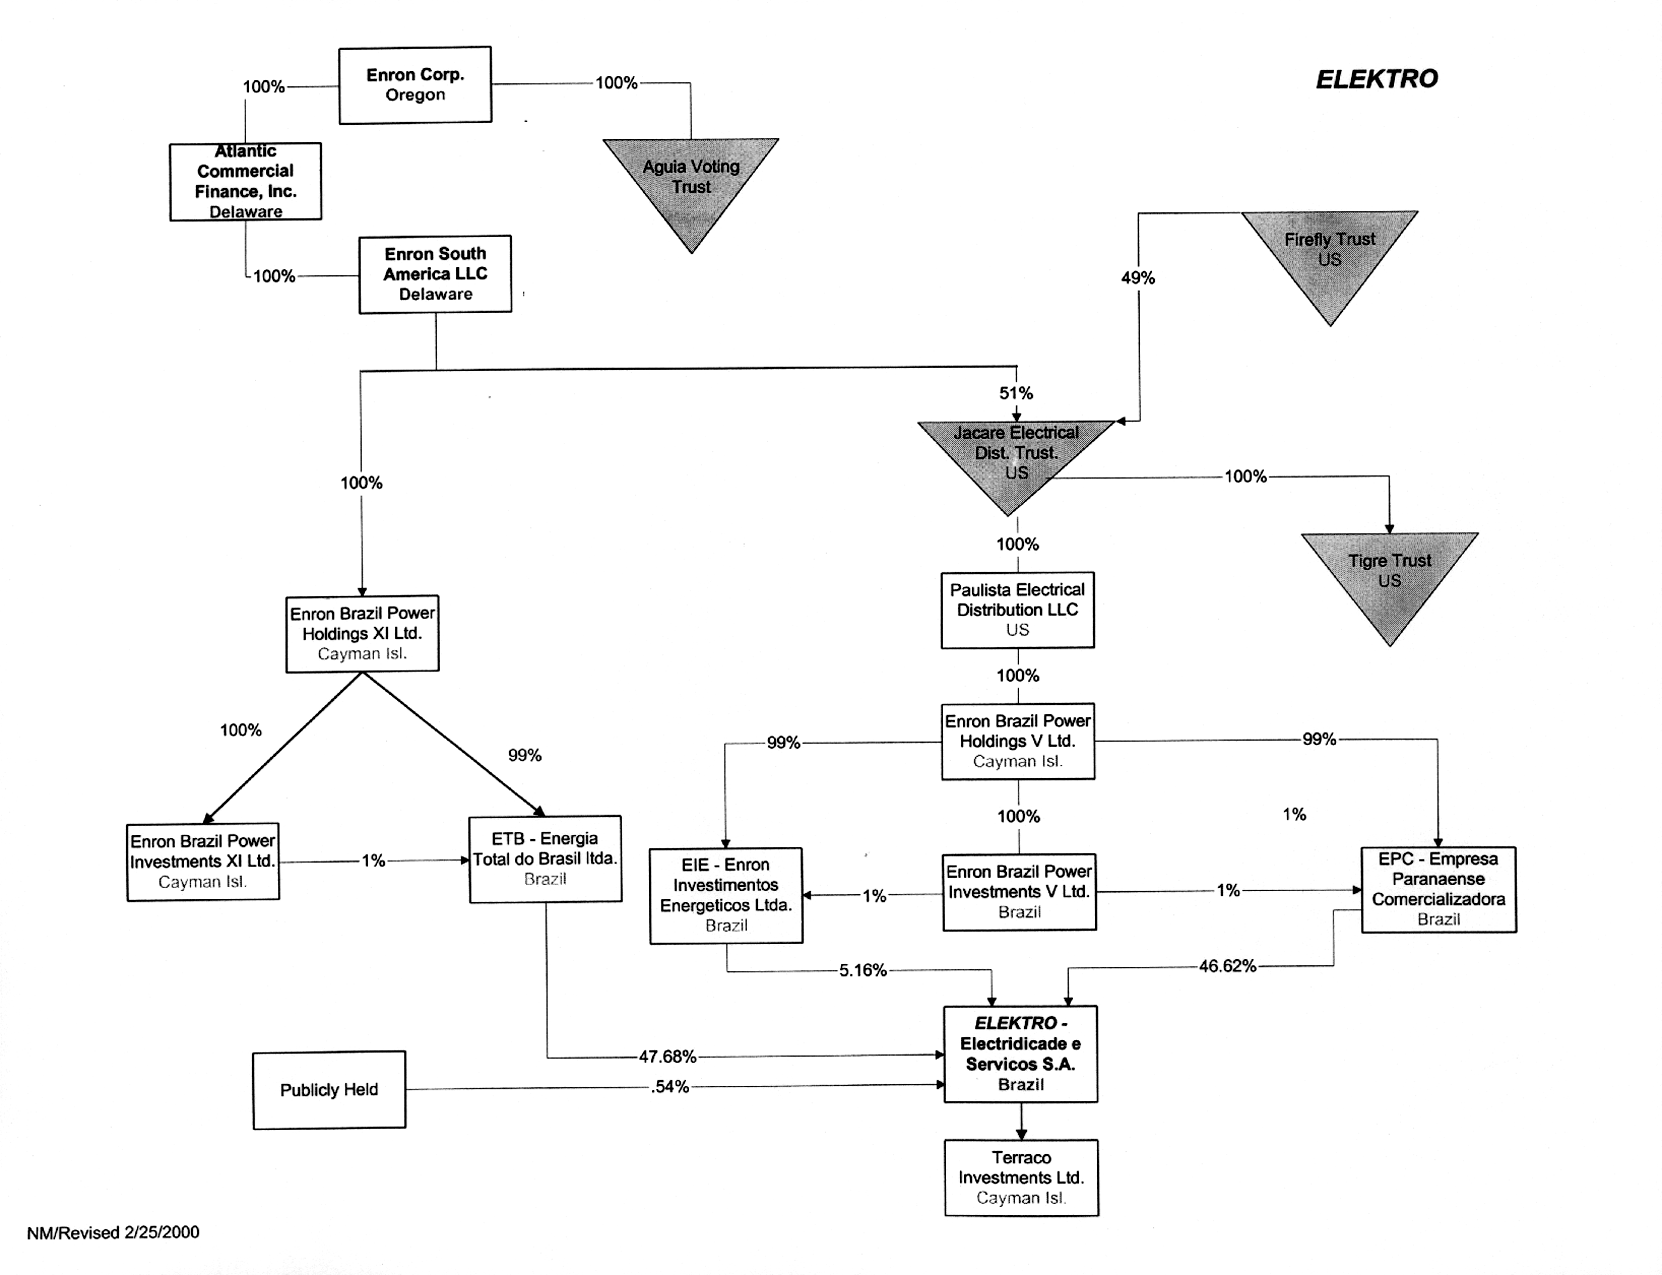 ELEKTRO
Enron Corp.
Oregon
100%
100%
Atlantic
Commercial
Finance, Inc.
Delaware
Aguia Voting
Trust
100%
Enron South
America LLC
Delaware
Firefly Trust
US
49%
51%
Jacare Electrical
Dist. Trust.
US
100%
100%
Tigre Trust
US
100%
Paulista Electrical
Distribution LLC
US
100%
Enron Brazil Power
Holdings XI Ltd.
Cayman Isl.
100%
99%
Enron Brazil Power
Holdings V Ltd.
Cayman Isl.
99%
99%
100%
1%
Enron Brazil Power
Investments XI Ltd.
Cayman Isl.
1%
ETB - Energia
Total do Brasil ltda.
Brazil
EIE - Enron
Investimentos
Energeticos Ltda.
Brazil
1%
Enron Brazil Power
Investments V Ltd.
Brazil
1%
EPC - Empresa
Paranaense
Comercializadora
Brazil
5.16%
46.62%
47.68%
ELEKTRO -
Electridicade e
Servicos S.A.
Brazil
Publicly Held
.54%
Terraco
Investments Ltd.
Cayman Isl.
NM/Revised 2/25/2000